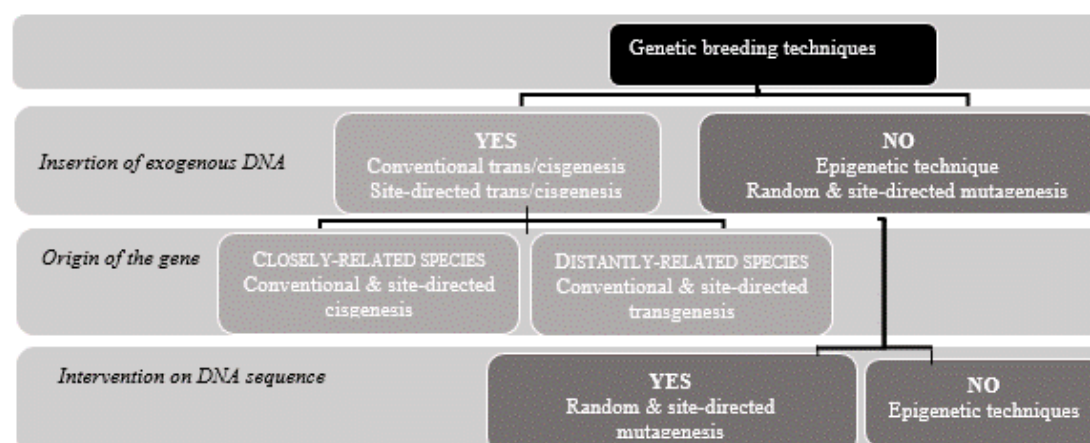 Genetic breeding techniques
Insertion of exogenous DNA
YES
Conventional trans/cisgenesis
Site-directed trans/cisgenesis
NO
Epigenetic technique
Random & site-directed mutagenesis
Origin of the gene
CLOSELY-RELATED SPECIES
Conventional & site-directed
cisgenesis
DISTANTLY-RELATED SPECIES
Conventional & site-directed
transgenesis
Intervention on DNA sequence
YES
Random & site-directed
mutagenesis
NO
Epigenetic techniques